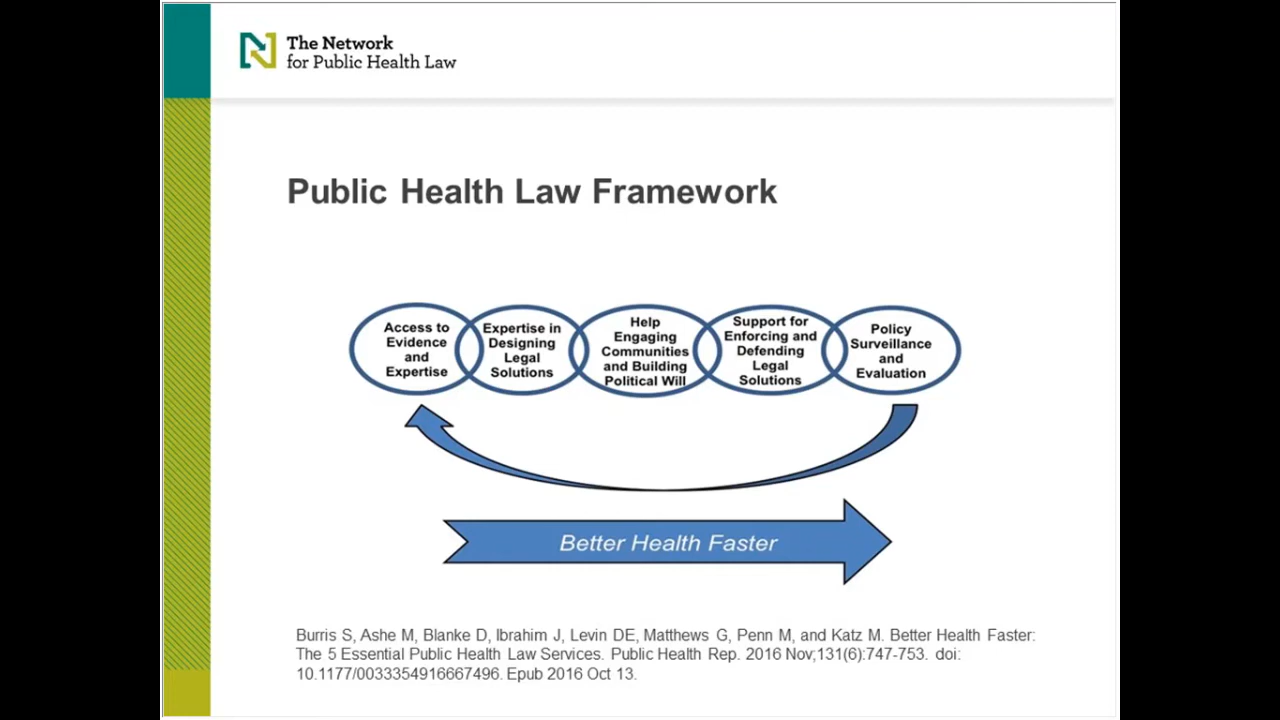 The Network
for Public Health Law
Public Health Law Framework
Access to
Evidence
and
Expertise
Expertise in
Designing
Legal
Solutions
Help
Engaging
Communities
and Building
Political Will
Support for
Enforcing and
Defending
Legal
Solutions
Policy
Surveillance
and
Evaluation
Better Health Faster
Burris S, Ashe M, Blanke D, Ibrahim J, Levin DE, Matthews G, Penn M, and Katz M. Better Health Faster:
The 5 Essential Public Health Law Services. Public Health Rep. 2016 Nov;131(6):747-753. doi:
10.1177/0033354916667496. Epub 2016 Oct 13.